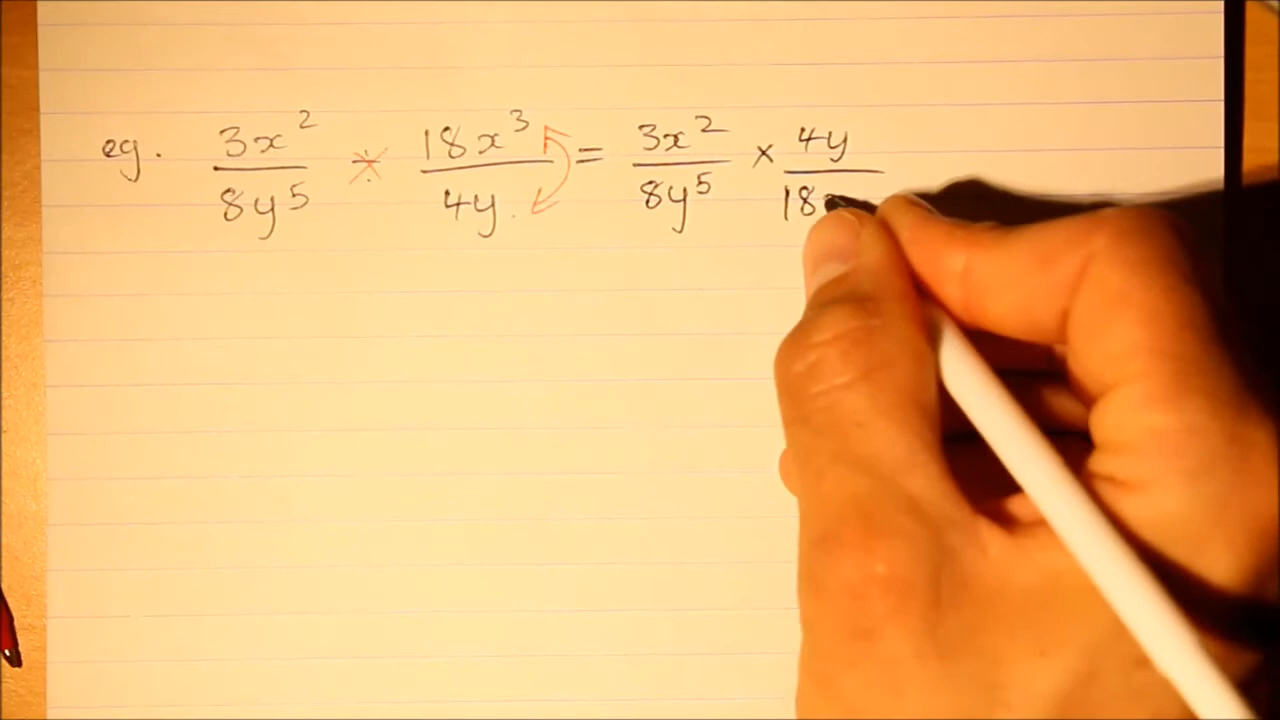 eg. 3x²/8y⁵ ÷ 18x³/4y = 3x²/8y⁵ × 4y/18